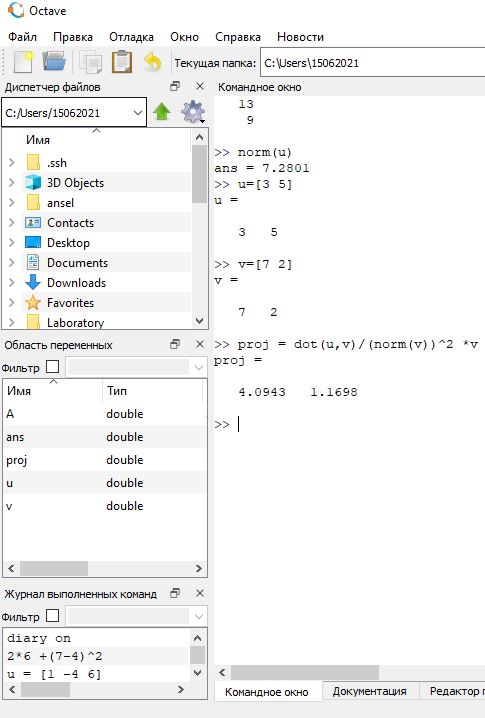 Octave
Файл Правка Отладка Окно Справка Новости
Текущая папка: C:\Users\15062021
Диспетчер файлов
C:/Users/15062021
Имя
.ssh
3D Objects
ansel
Contacts
Desktop
Documents
Downloads
Favorites
Laboratory
Область переменных
Фильтр
Имя Тип
A double
ans double
proj double
u double
v double
Журнал выполненных команд
Фильтр
diary on
2*6 +(7-4)^2
u = [1 -4 6]
Командное окно
13
9
>> norm(u)
ans = 7.2801
>> u=[3 5]
u =
3 5
>> v=[7 2]
v =
7 2
>> proj = dot(u,v)/(norm(v))^2 *v
proj =
4.0943 1.1698
>>
Командное окно Документация Редактор